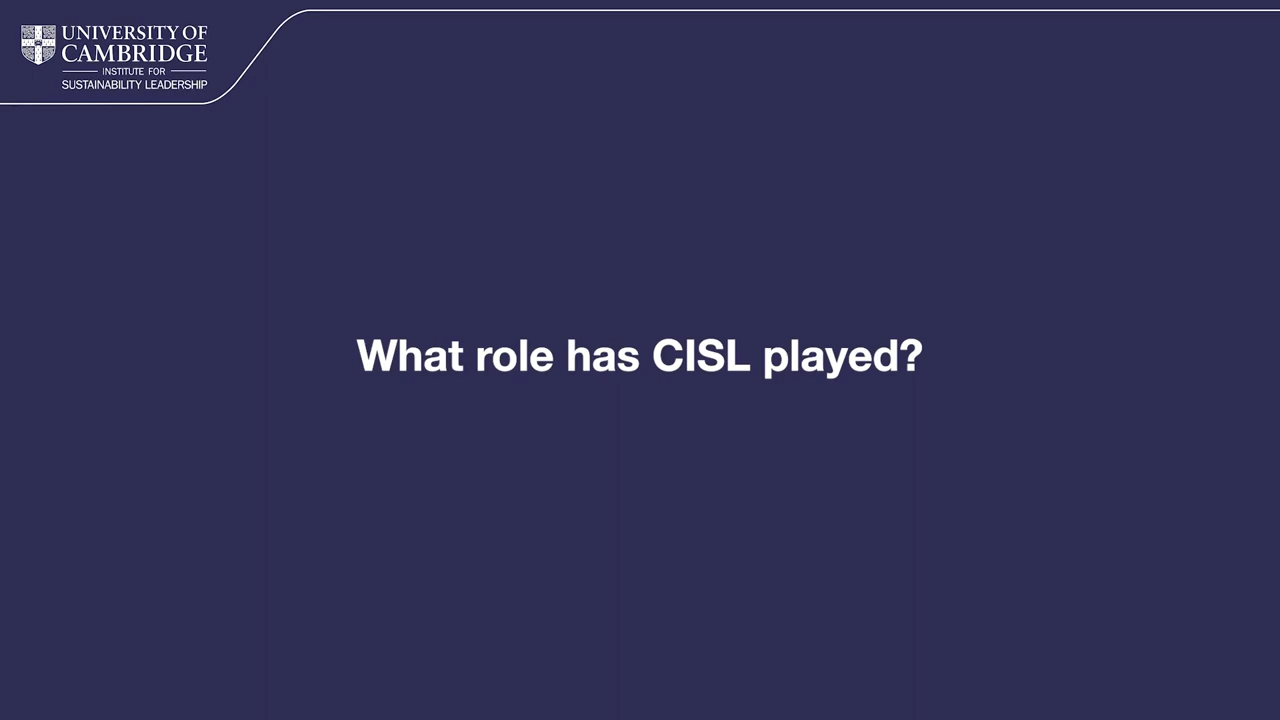 UNIVERSITY OF
CAMBRIDGE
INSTITUTE FOR
SUSTAINABILITY LEADERSHIP
What role has CISL played?